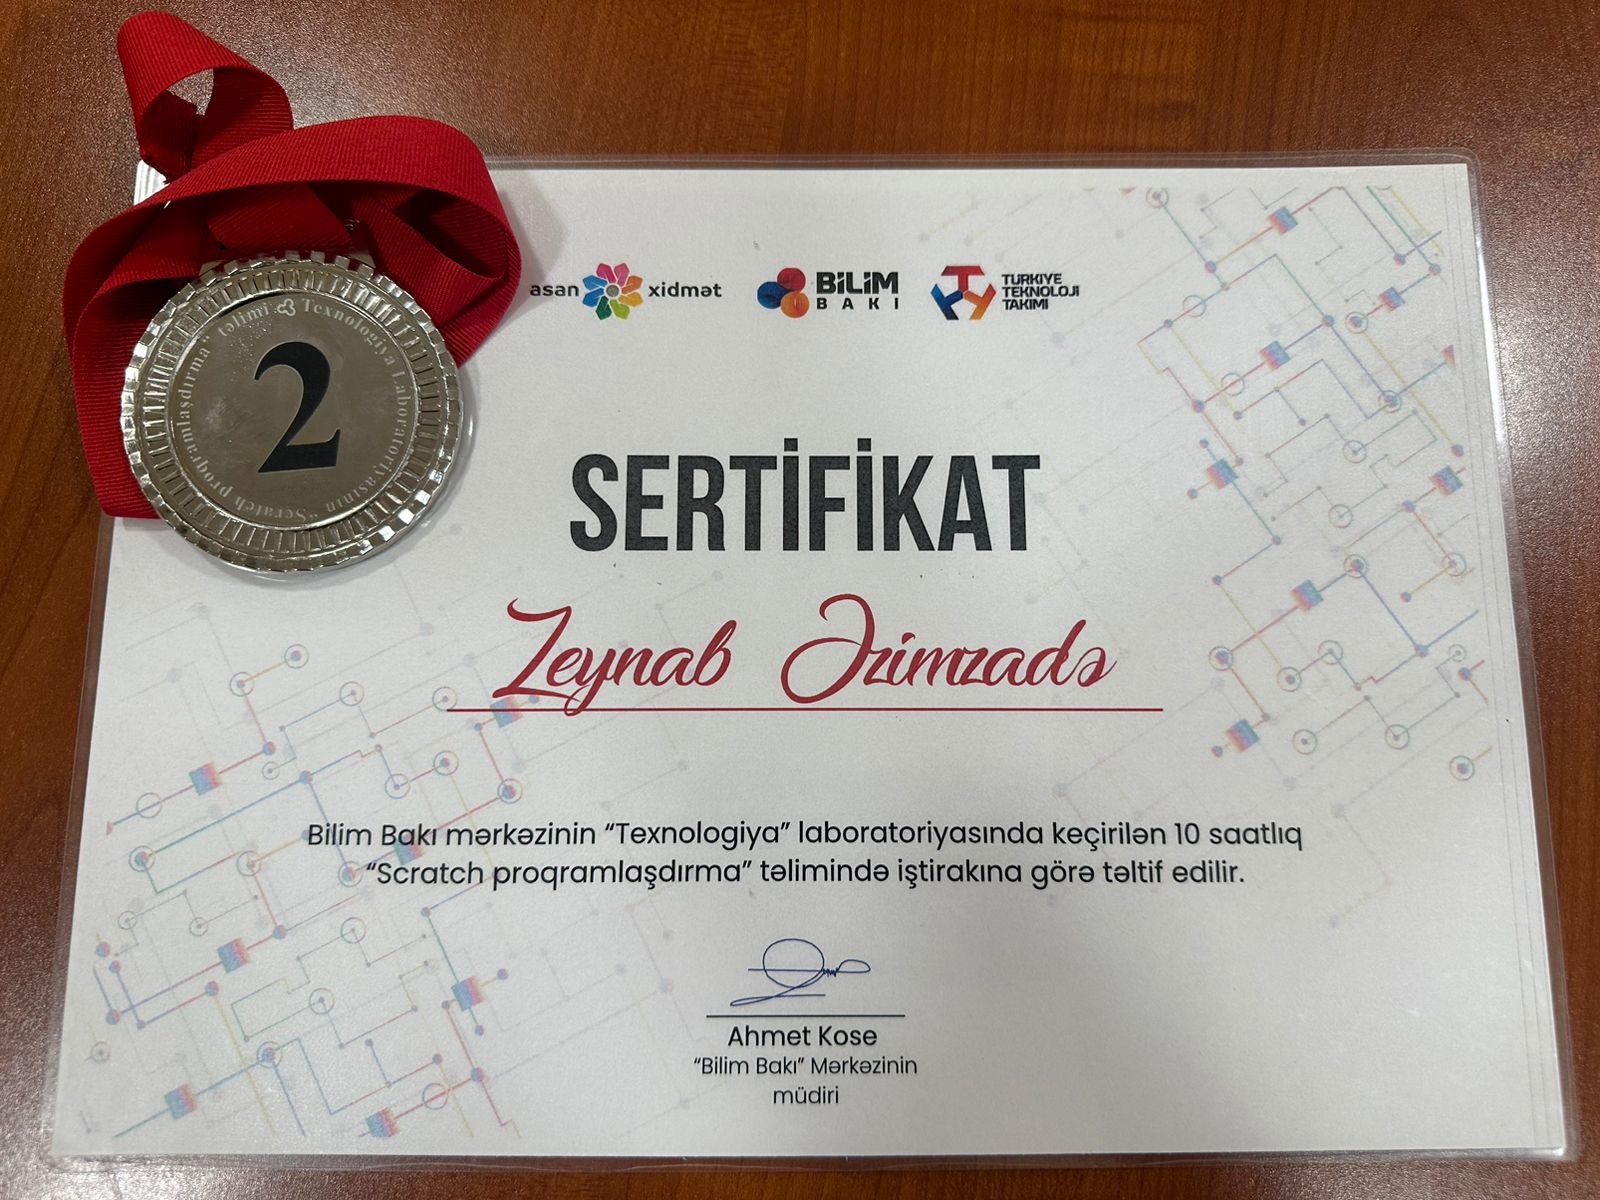 asan xidmət
BİLİM
BAKI
TÜRKİYE
TEKNOLOJİ
TAKIMI
Texnologiya Laboratoriyasının "Scratch proqramlaşdırma" təlimi
2
SERTİFİKAT
Zeynab Əzimzadə
Bilim Bakı mərkəzinin “Texnologiya” laboratoriyasında keçirilən 10 saatlıq
“Scratch proqramlaşdırma” təlimində iştirakına görə təltif edilir.
Ahmet Kose
“Bilim Bakı” Mərkəzinin
müdiri